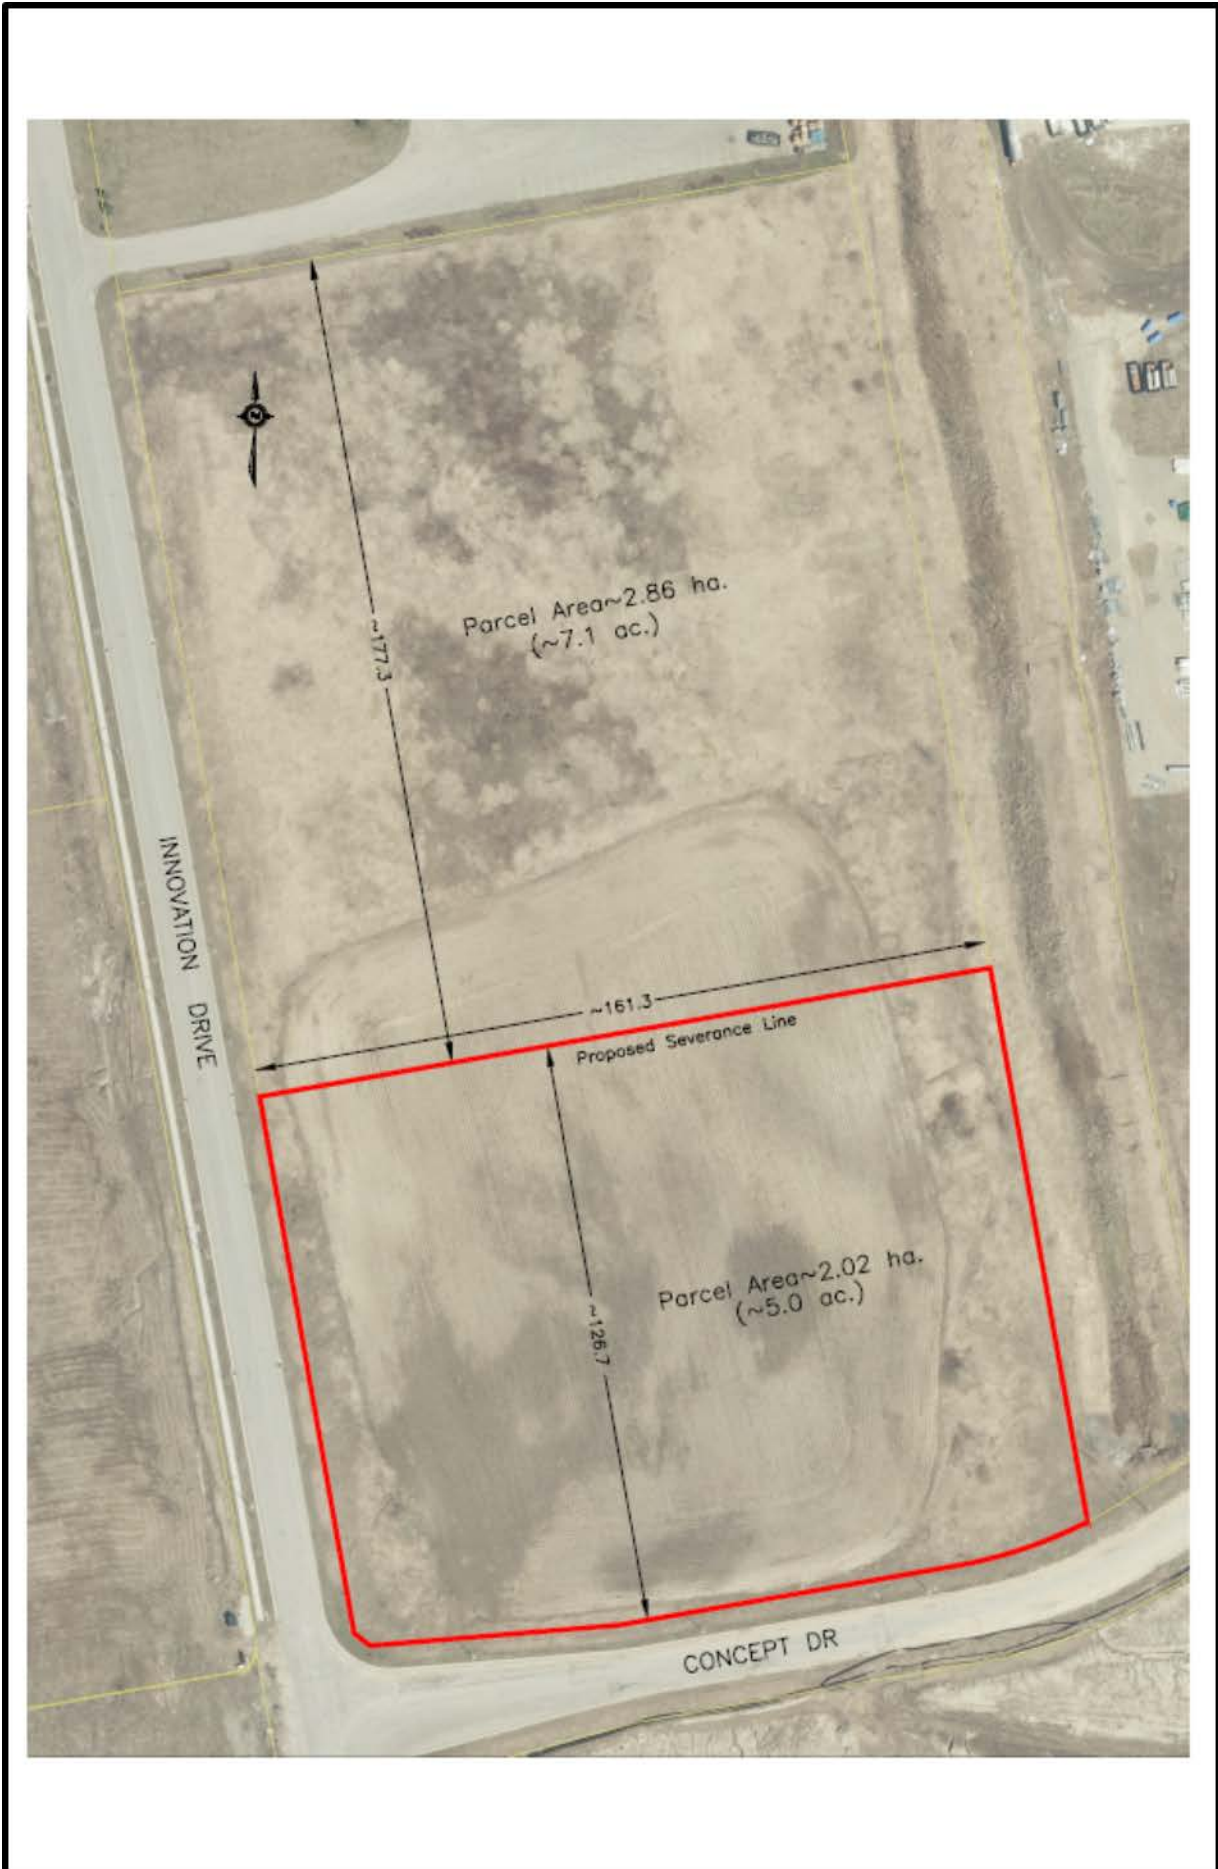 Parcel Area~2.86 ha.
(~7.1 ac.)
~177.3
INNOVATION DRIVE
~161.3
Proposed Severance Line
Parcel Area~2.02 ha.
(~5.0 ac.)
~126.7
CONCEPT DR